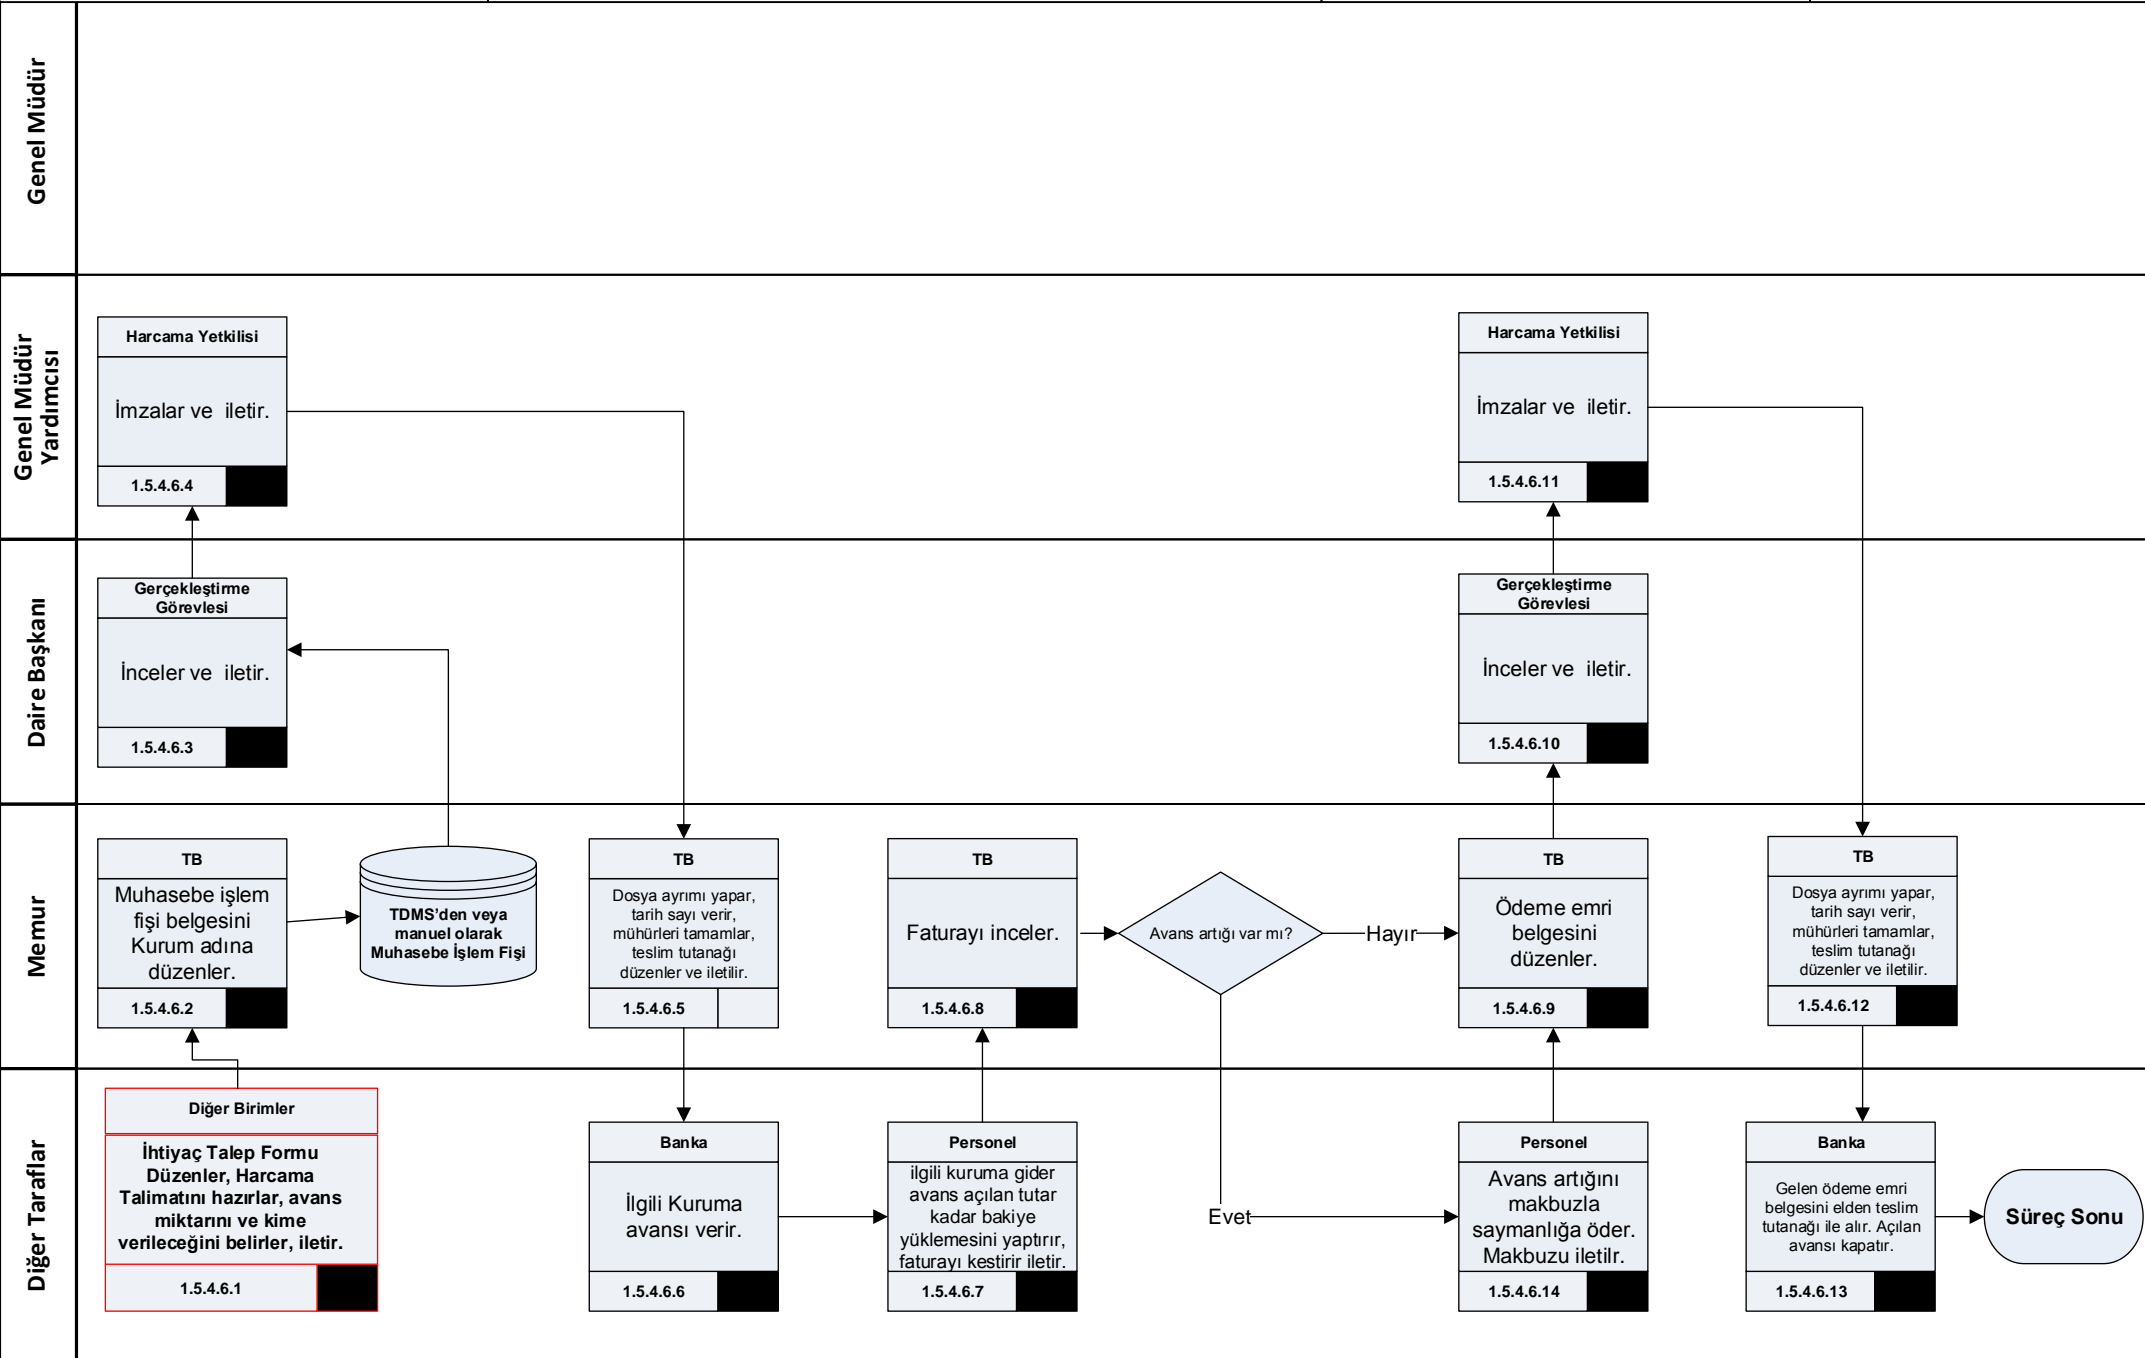 Genel Müdür
Genel Müdür
Yardımcısı
Harcama Yetkilisi
İmzalar ve iletir.
1.5.4.6.4
Harcama Yetkilisi
İmzalar ve iletir.
1.5.4.6.11
Daire Başkanı
Gerçekleştirme
Görevlesi
İnceler ve iletir.
1.5.4.6.3
Gerçekleştirme
Görevlesi
İnceler ve iletir.
1.5.4.6.10
Memur
TB
Muhasebe işlem
fişi belgesini
Kurum adına
düzenler.
1.5.4.6.2
TDMS’den veya
manuel olarak
Muhasebe İşlem Fişi
TB
Dosya ayrımı yapar,
tarih sayı verir,
mühürleri tamamlar,
teslim tutanağı
düzenler ve iletilir.
1.5.4.6.5
TB
Faturayı inceler.
1.5.4.6.8
Avans artığı var mı?
Hayır
TB
Ödeme emri
belgesini
düzenler.
1.5.4.6.9
TB
Dosya ayrımı yapar,
tarih sayı verir,
mühürleri tamamlar,
teslim tutanağı
düzenler ve iletilir.
1.5.4.6.12
Diğer Taraflar
Diğer Birimler
İhtiyaç Talep Formu
Düzenler, Harcama
Talimatını hazırlar, avans
miktarını ve kime
verileceğini belirler, iletir.
1.5.4.6.1
Banka
İlgili Kuruma
avansı verir.
1.5.4.6.6
Personel
ilgili kuruma gider
avans açılan tutar
kadar bakiye
yüklemesini yaptırır,
faturayı kestirir iletir.
1.5.4.6.7
Evet
Personel
Avans artığını
makbuzla
saymanlığa öder.
Makbuzu iletilr.
1.5.4.6.14
Banka
Gelen ödeme emri
belgesini elden teslim
tutanağı ile alır. Açılan
avansı kapatır.
1.5.4.6.13
Süreç Sonu